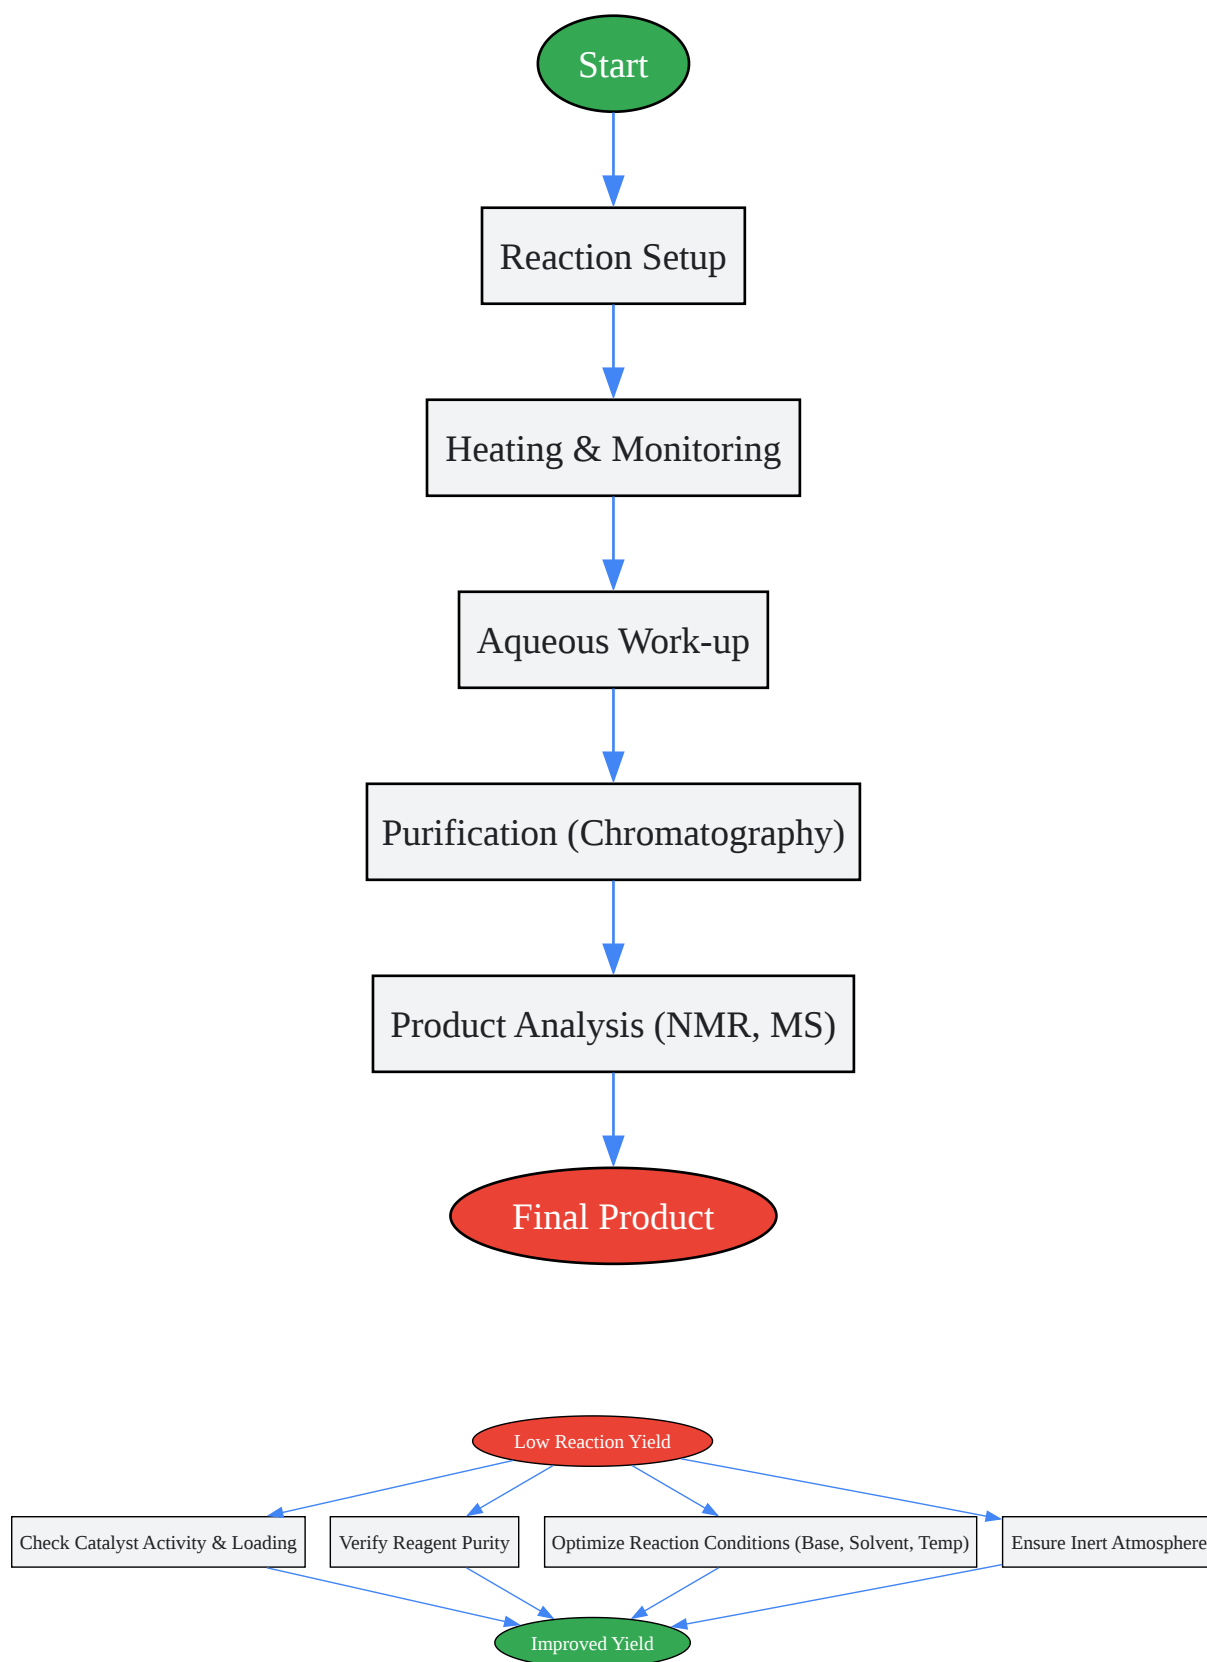 Start
Reaction Setup
Heating & Monitoring
Aqueous Work-up
Purification (Chromatography)
Product Analysis (NMR, MS)
Final Product
Low Reaction Yield
Check Catalyst Activity & Loading
Verify Reagent Purity
Optimize Reaction Conditions (Base, Solvent, Temp)
Ensure Inert Atmosphere
Improved Yield